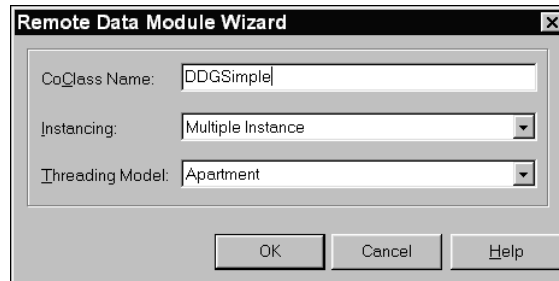 Remote Data Module Wizard
CoClass Name: DDGSimple
Instancing: Multiple Instance
Threading Model: Apartment
OK Cancel Help